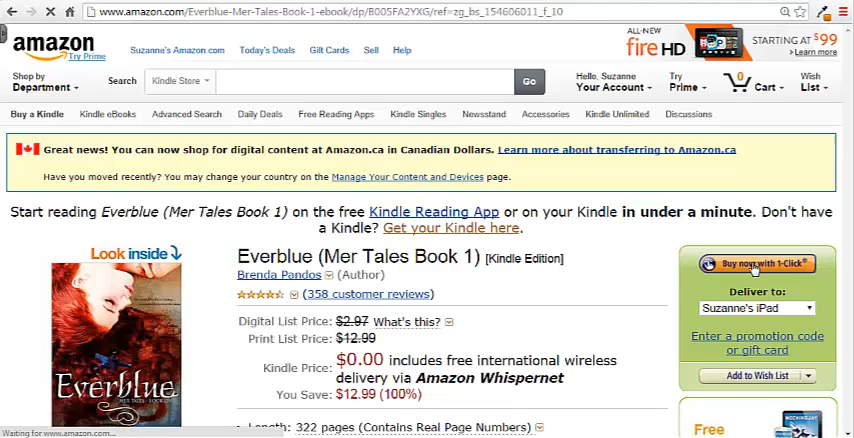 www.amazon.com/Everblue-Mer-Tales-Book-1-ebook/dp/B005FA2YXG/ref=zg_bs_154606011_f_10
amazon
Try Prime
Suzanne's Amazon.com Today's Deals Gift Cards Sell Help
ALL-NEW
fire HD
STARTING AT $99
> Learn more
Shop by
Department
Search
Kindle Store
Go
Hello, Suzanne
Your Account
Try
Prime
0
Cart
Wish
List
Buy a Kindle Kindle eBooks Advanced Search Daily Deals Free Reading Apps Kindle Singles Newsstand Accessories Kindle Unlimited Discussions
Great news! You can now shop for digital content at Amazon.ca in Canadian Dollars. Learn more about transferring to Amazon.ca
Have you moved recently? You may change your country on the Manage Your Content and Devices page.
Start reading Everblue (Mer Tales Book 1) on the free Kindle Reading App or on your Kindle in under a minute. Don't have
a Kindle? Get your Kindle here.
Look inside
Everblue
Everblue (Mer Tales Book 1) [Kindle Edition]
Brenda Pandos (Author)
(358 customer reviews)
Digital List Price: $2.97 What's this?
Print List Price: $12.99
Kindle Price: $0.00 includes free international wireless
delivery via Amazon Whispernet
You Save: $12.99 (100%)
Length: 322 pages (Contains Real Page Numbers)
Buy now with 1-Click®
Deliver to:
Suzanne's iPad
Enter a promotion code
or gift card
Add to Wish List
Free
Waiting for www.amazon.com...